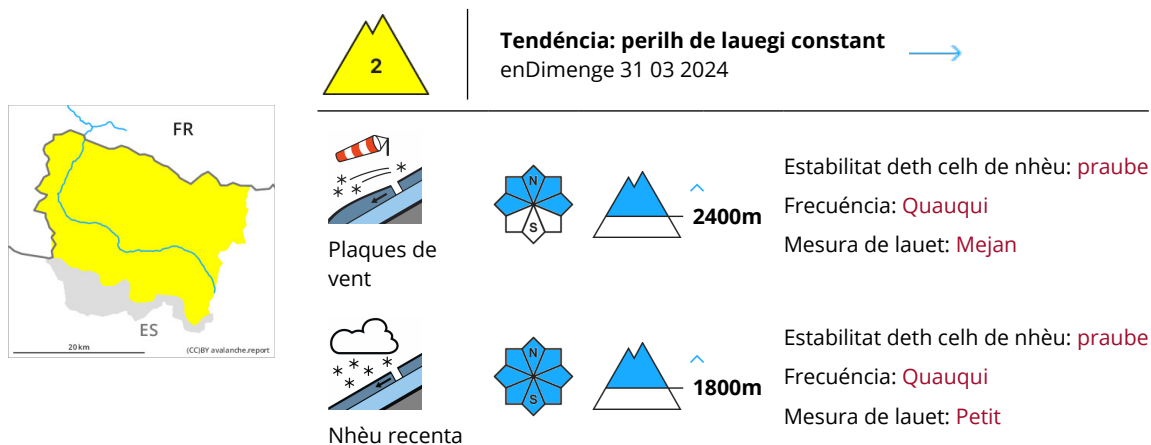 2
Tendéncia: perilh de lauegi constant
enDimenge 31 03 2024
FR
ES
20 km
(CC)BY avalanche.report
Plaques de
vent
N
S
2400m
Estabilitat deth celh de nhèu: praube
Frecuéncia: Quauqui
Mesura de lauet: Mejan
Nhèu recenta
N
S
1800m
Estabilitat deth celh de nhèu: praube
Frecuéncia: Quauqui
Mesura de lauet: Petit